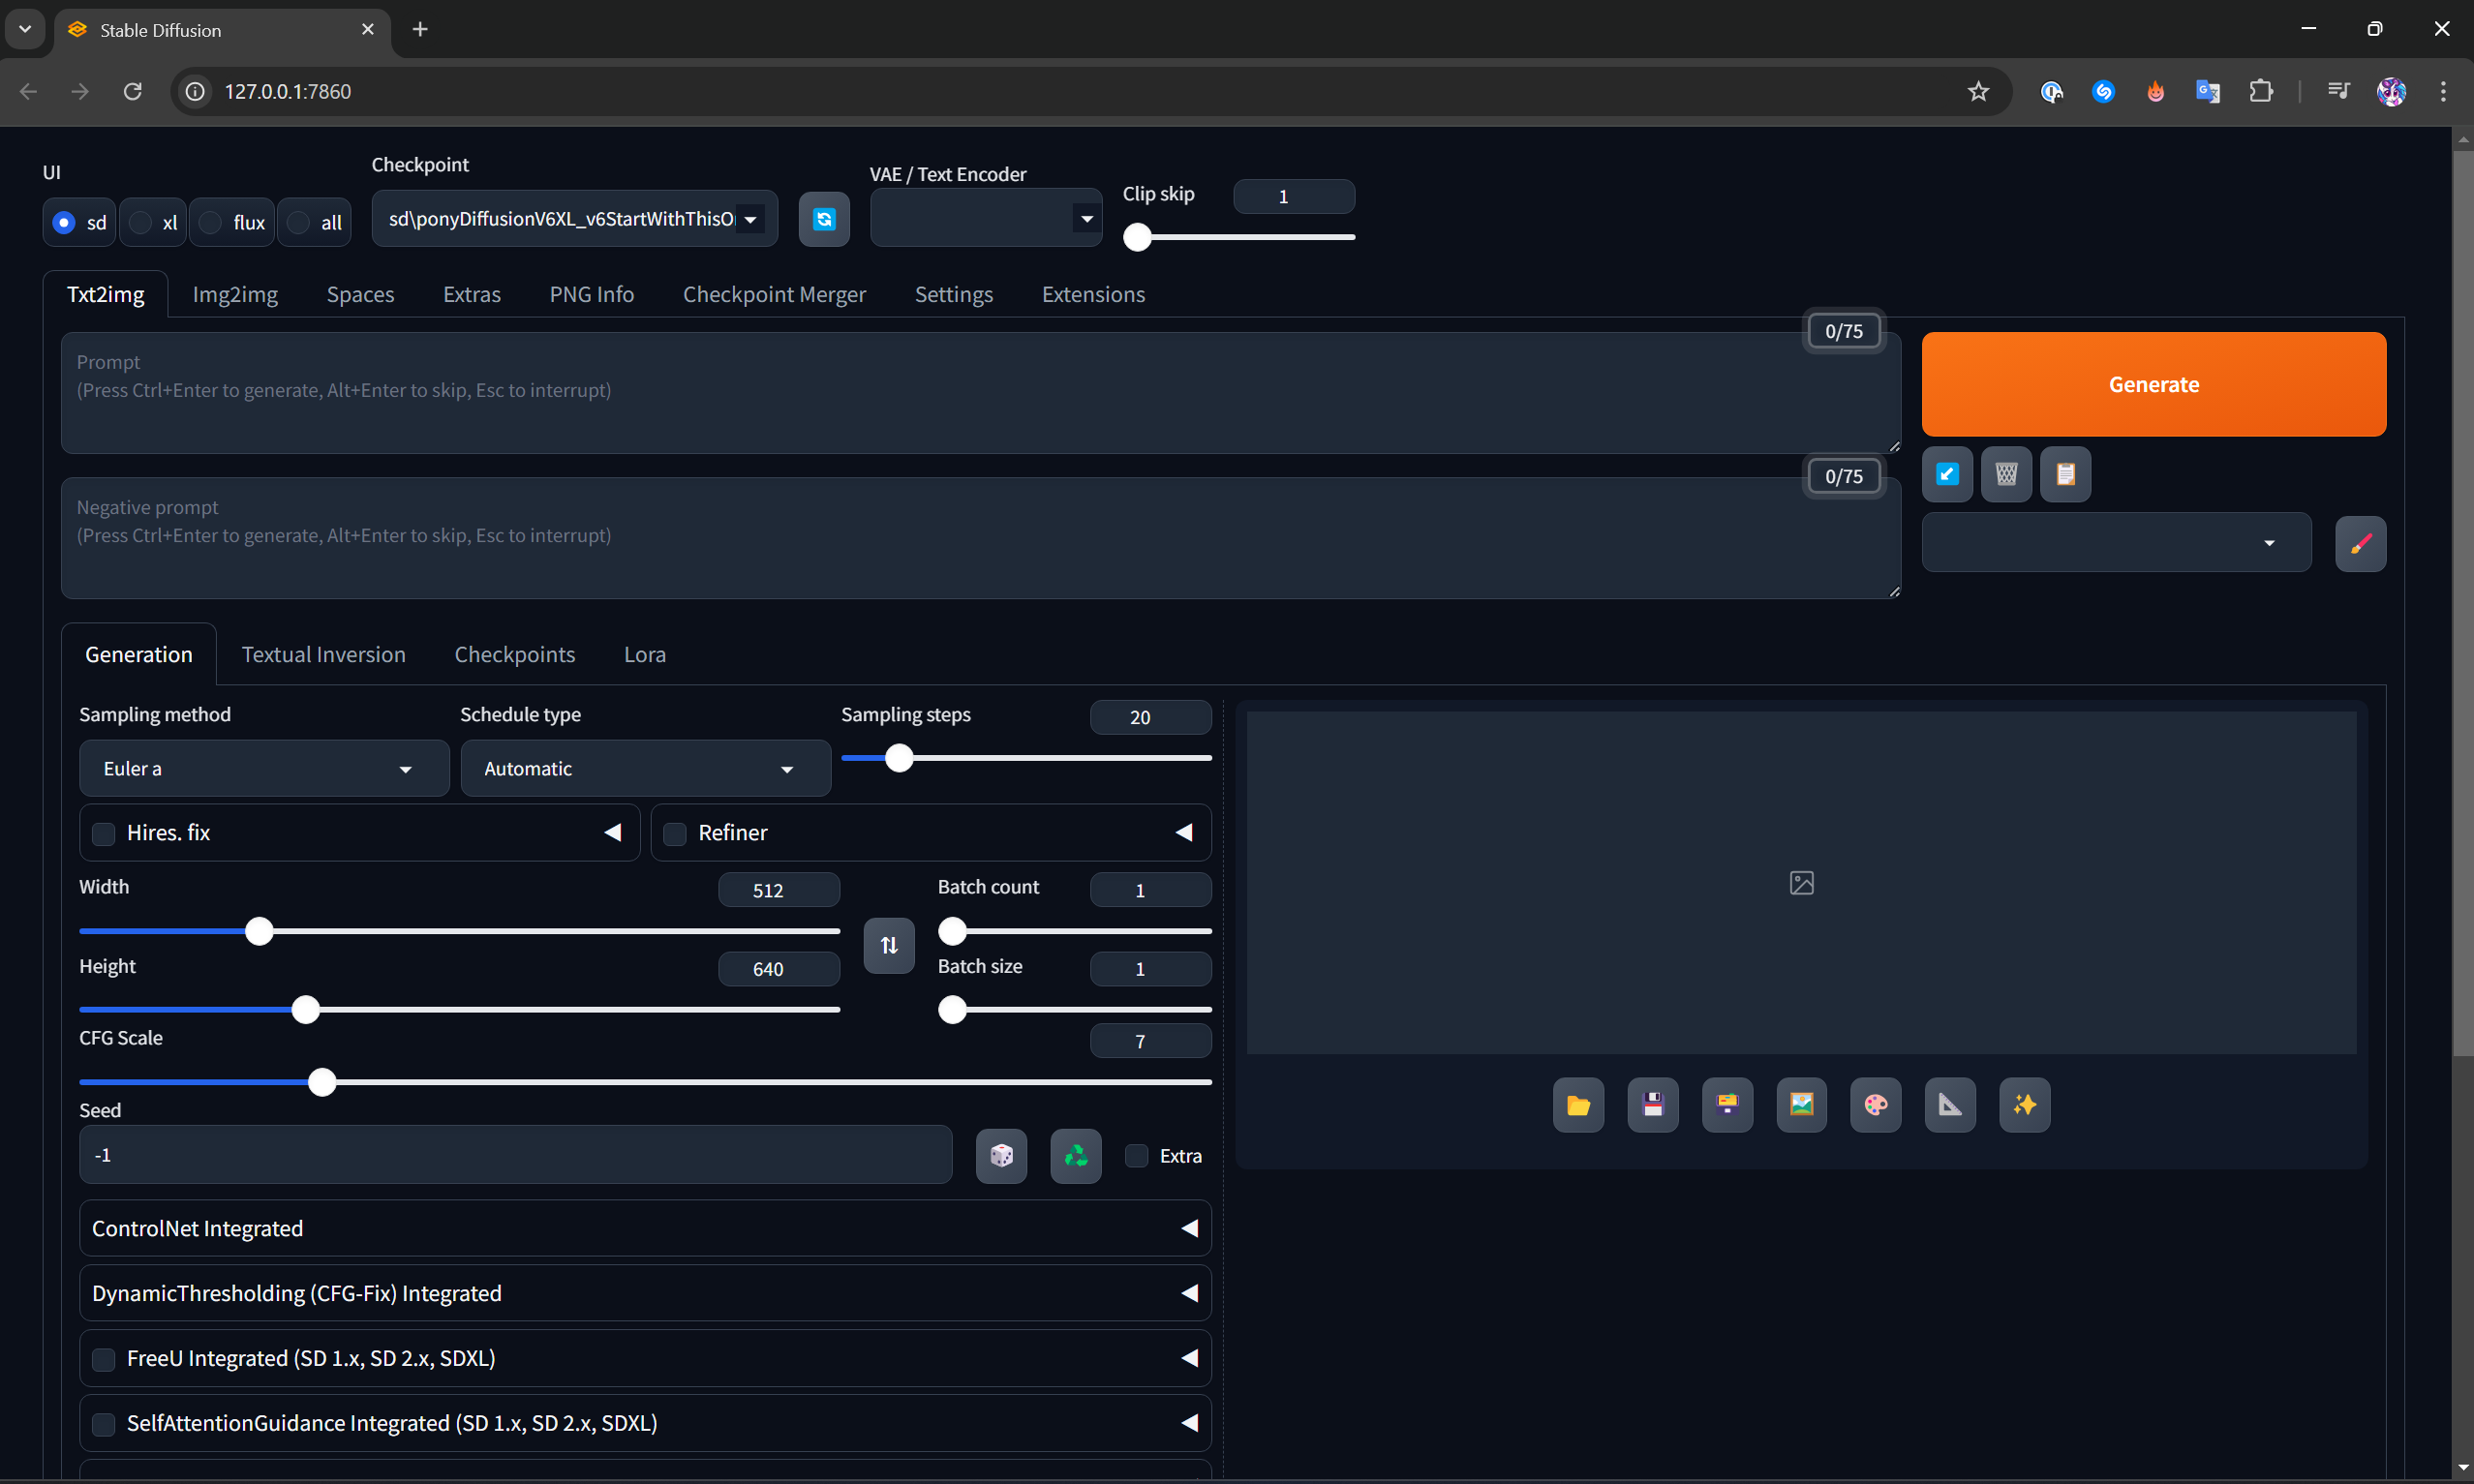 Stable Diffusion
127.0.0.1:7860
UI
sd
xl
flux
all
Checkpoint
sd\ponyDiffusionV6XL_v6StartWithThisO
VAE / Text Encoder
Clip skip
1
Txt2img
Img2img
Spaces
Extras
PNG Info
Checkpoint Merger
Settings
Extensions
0/75
Prompt
(Press Ctrl+Enter to generate, Alt+Enter to skip, Esc to interrupt)
Generate
0/75
Negative prompt
(Press Ctrl+Enter to generate, Alt+Enter to skip, Esc to interrupt)
Generation
Textual Inversion
Checkpoints
Lora
Sampling method
Euler a
Schedule type
Automatic
Sampling steps
20
Hires. fix
Refiner
Width
512
Batch count
1
Height
640
Batch size
1
CFG Scale
7
Seed
-1
Extra
ControlNet Integrated
DynamicThresholding (CFG-Fix) Integrated
FreeU Integrated (SD 1.x, SD 2.x, SDXL)
SelfAttentionGuidance Integrated (SD 1.x, SD 2.x, SDXL)